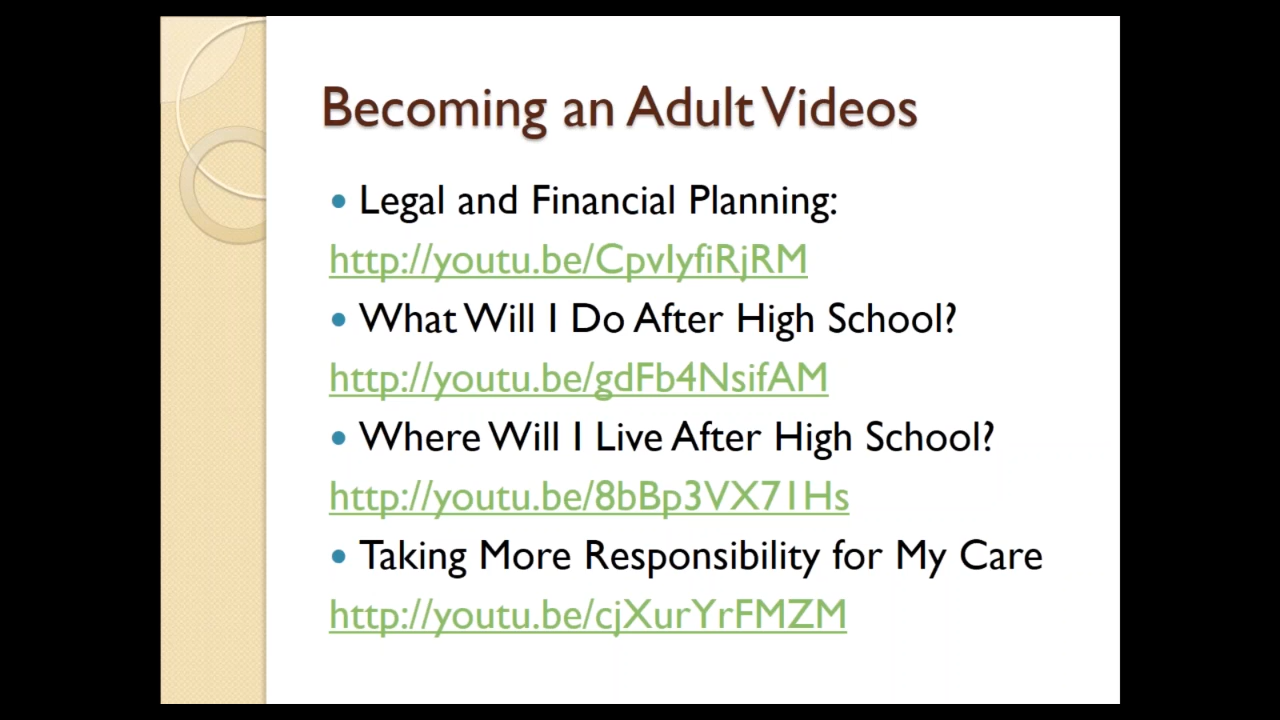 Becoming an Adult Videos
• Legal and Financial Planning:
http://youtu.be/CpvIyfiRjRM
• What Will I Do After High School?
http://youtu.be/gdFb4NsifAM
• Where Will I Live After High School?
http://youtu.be/8bBp3VX71Hs
• Taking More Responsibility for My Care
http://youtu.be/cjXurYrFMZM